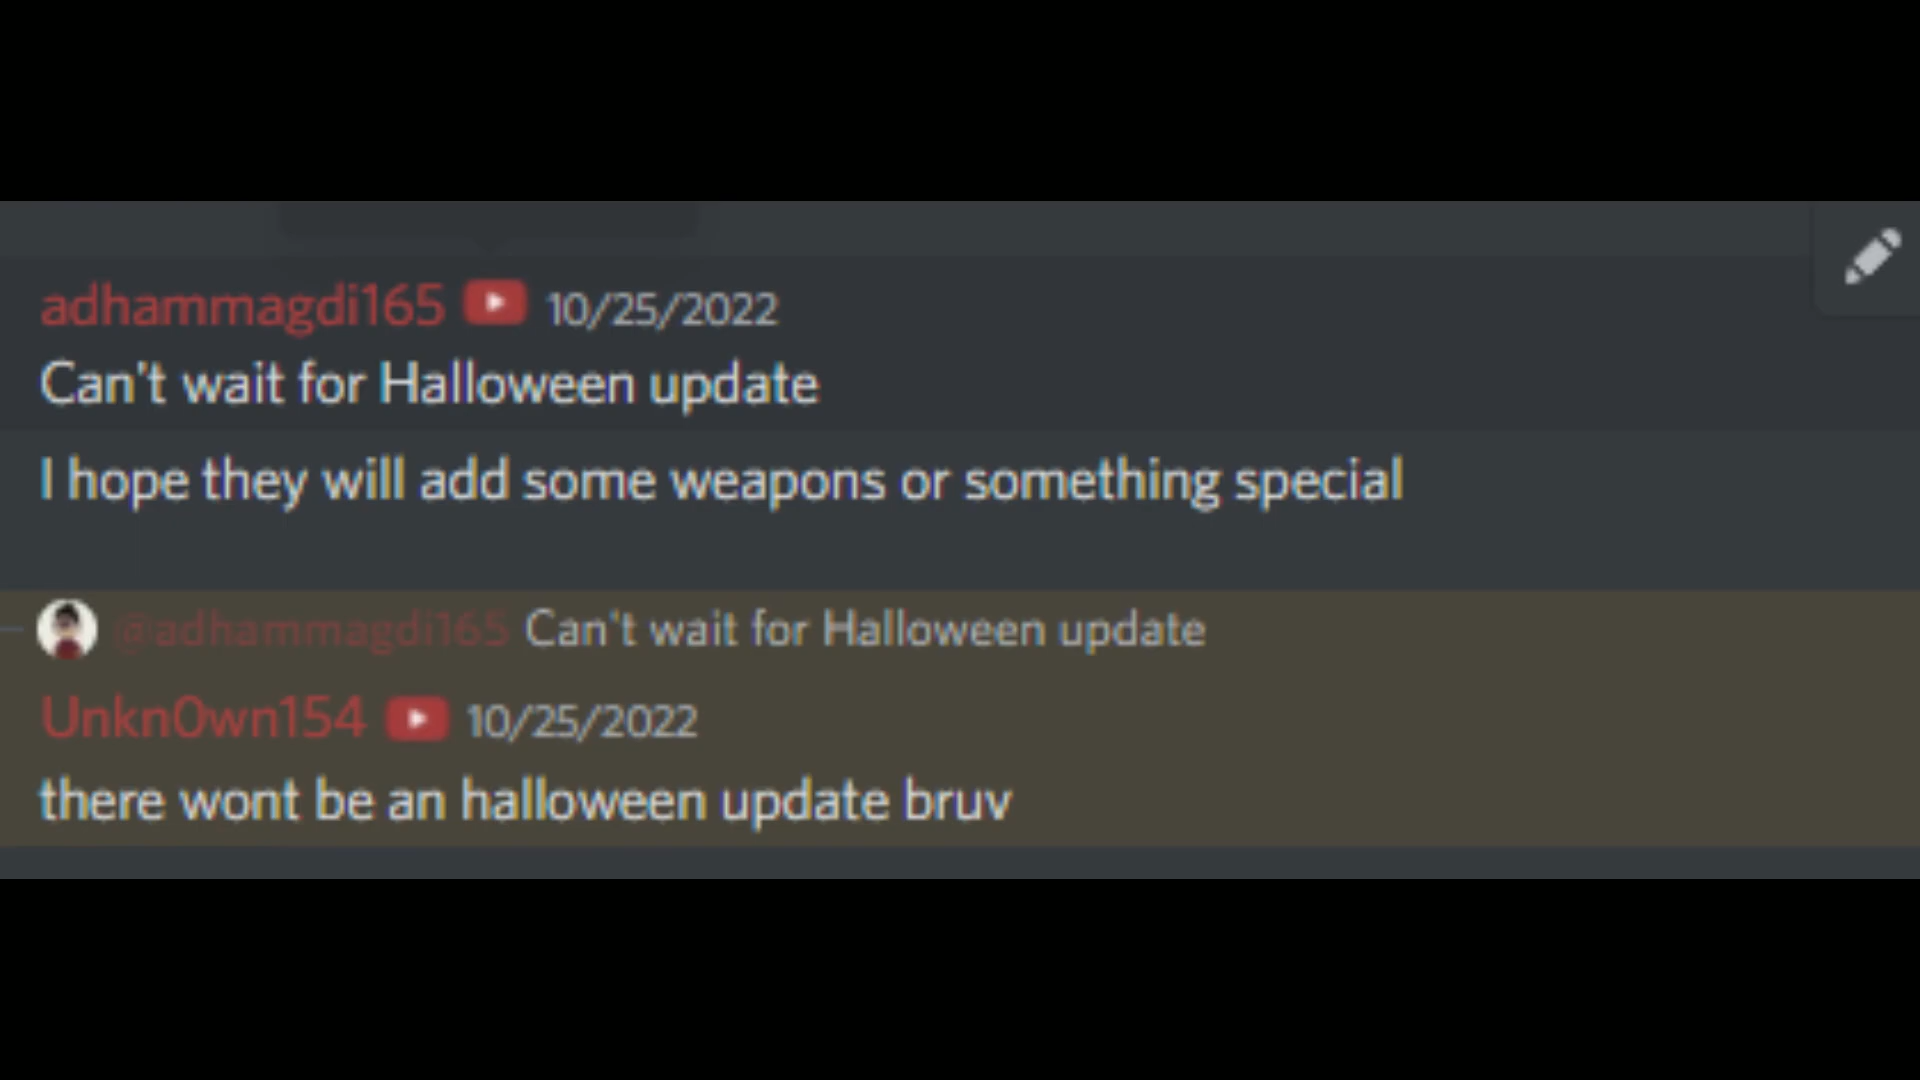 adhammagdi165 10/25/2022
Can't wait for Halloween update
I hope they will add some weapons or something special
@adhammagdi165 Can't wait for Halloween update
Unkn0wn154 10/25/2022
there wont be an halloween update bruv